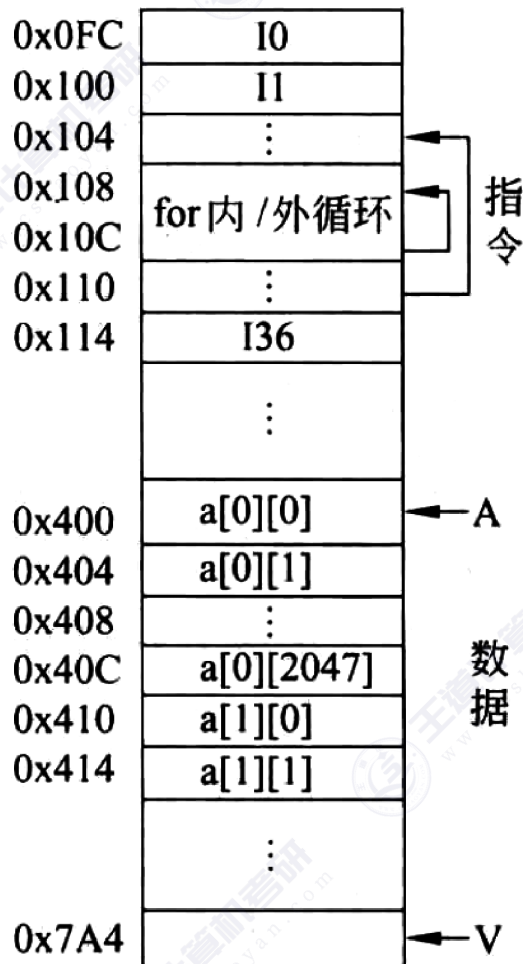 0x0FC I0
0x100 I1
0x104 ⋮
0x108
for内/外循环
0x10C
0x110 ⋮
0x114 I36
指令
⋮
0x400 a[0][0] A
0x404 a[0][1]
0x408 ⋮
0x40C a[0][2047]
0x410 a[1][0]
0x414 a[1][1]
数据
⋮
0x7A4 V